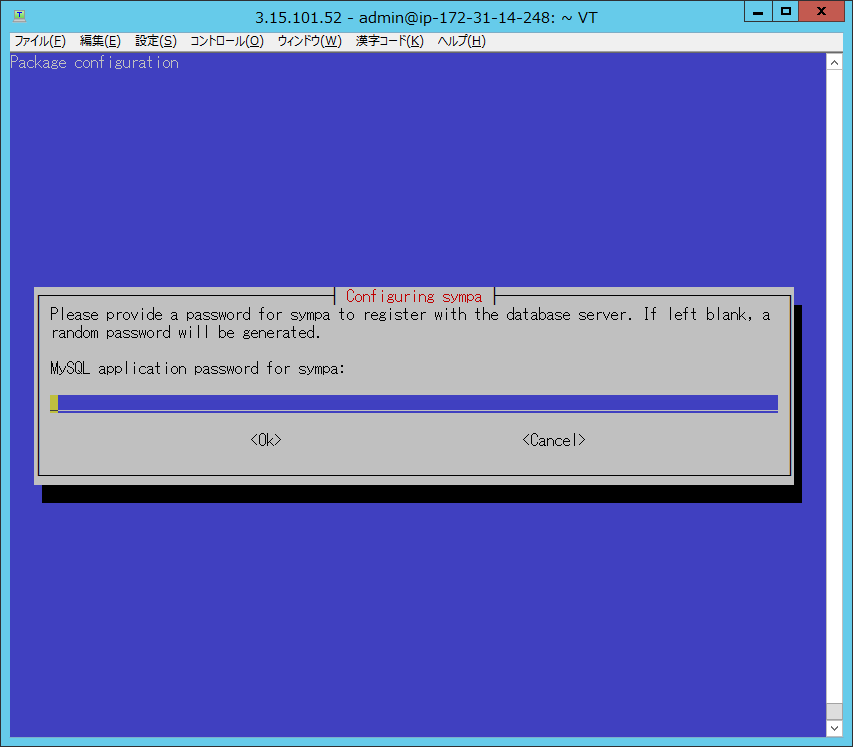 3.15.101.52 - admin@ip-172-31-14-248: ~ VT
ファイル(F) 編集(E) 設定(S) コントロール(O) ウィンドウ(W) 漢字コード(K) ヘルプ(H)
Package configuration
Configuring sympa
Please provide a password for sympa to register with the database server. If left blank, a
random password will be generated.
MySQL application password for sympa:
<Ok> <Cancel>